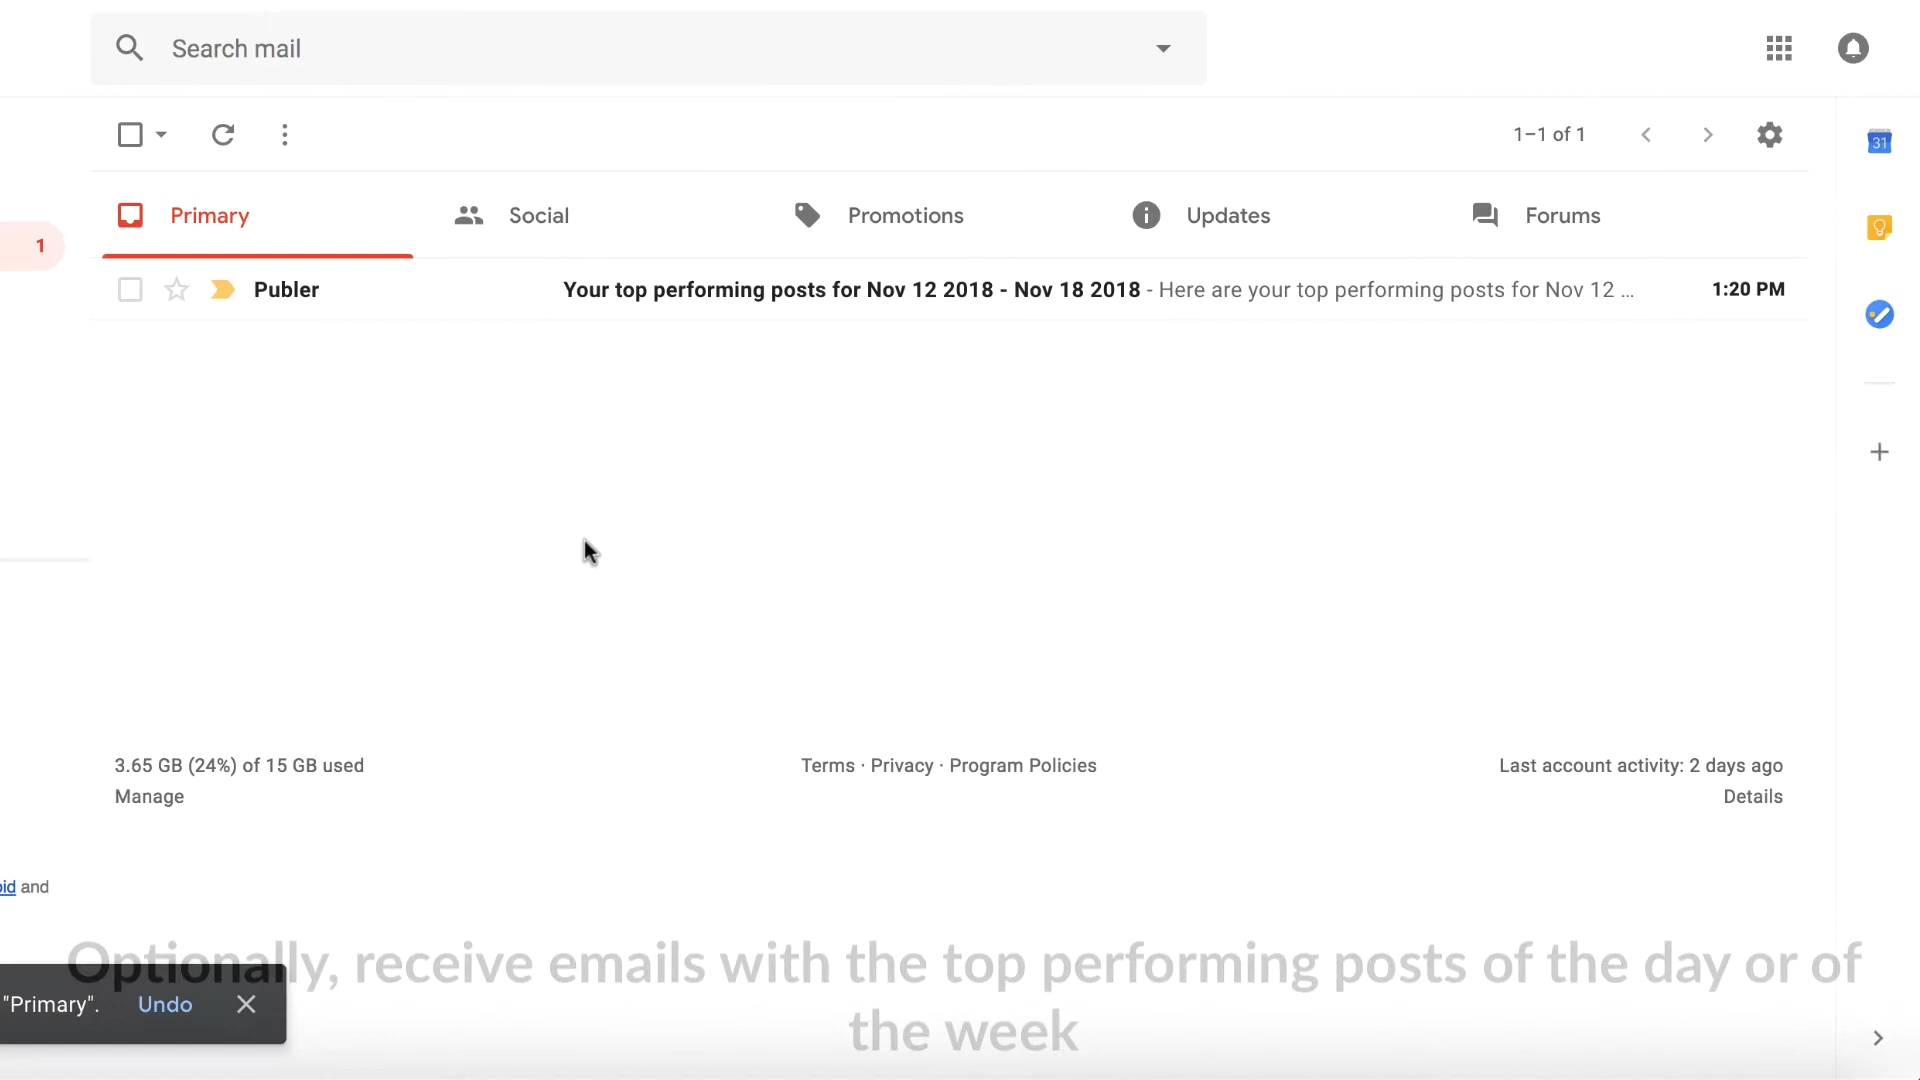 Search mail
1–1 of 1
31
Primary
Social
Promotions
Updates
Forums
1
Publer
Your top performing posts for Nov 12 2018 - Nov 18 2018 - Here are your top performing posts for Nov 12 ...
1:20 PM
3.65 GB (24%) of 15 GB used
Terms · Privacy · Program Policies
Last account activity: 2 days ago
Manage
Details
oid and
Optionally, receive emails with the top performing posts of the day or of
the week
"Primary". Undo